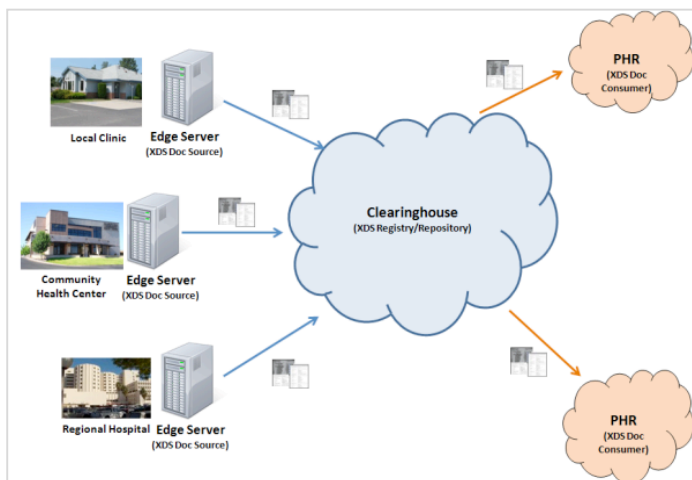 PHR
(XDS Doc
Consumer)
Local Clinic
Edge Server
(XDS Doc Source)
Clearinghouse
(XDS Registry/Repository)
Community
Health Center
Edge Server
(XDS Doc Source)
Regional Hospital
Edge Server
(XDS Doc Source)
PHR
(XDS Doc
Consumer)